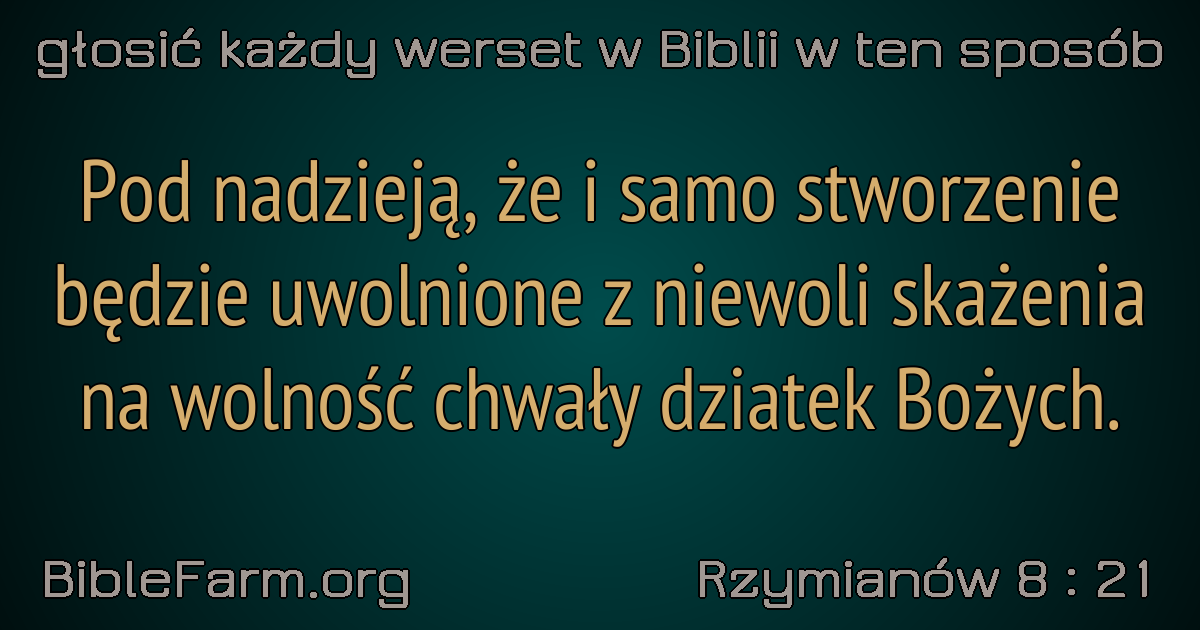 głosić każdy werset w Biblii w ten sposób
Pod nadzieją, że i samo stworzenie
będzie uwolnione z niewoli skażenia
na wolność chwały dziatek Bożych.
BibleFarm.org
Rzymianów 8 : 21